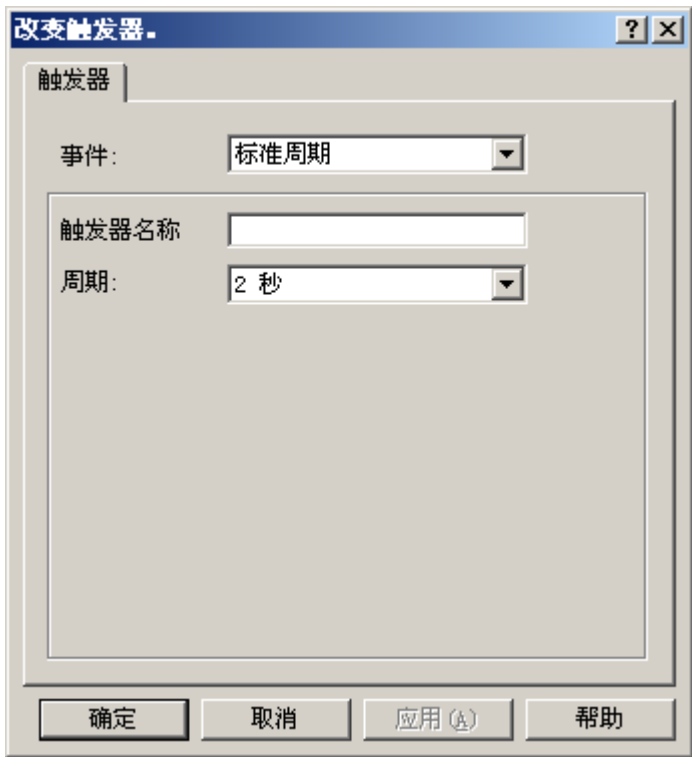 改变触发器.
触发器
事件: 标准周期
触发器名称
周期: 2 秒
确定 取消 应用(A) 帮助